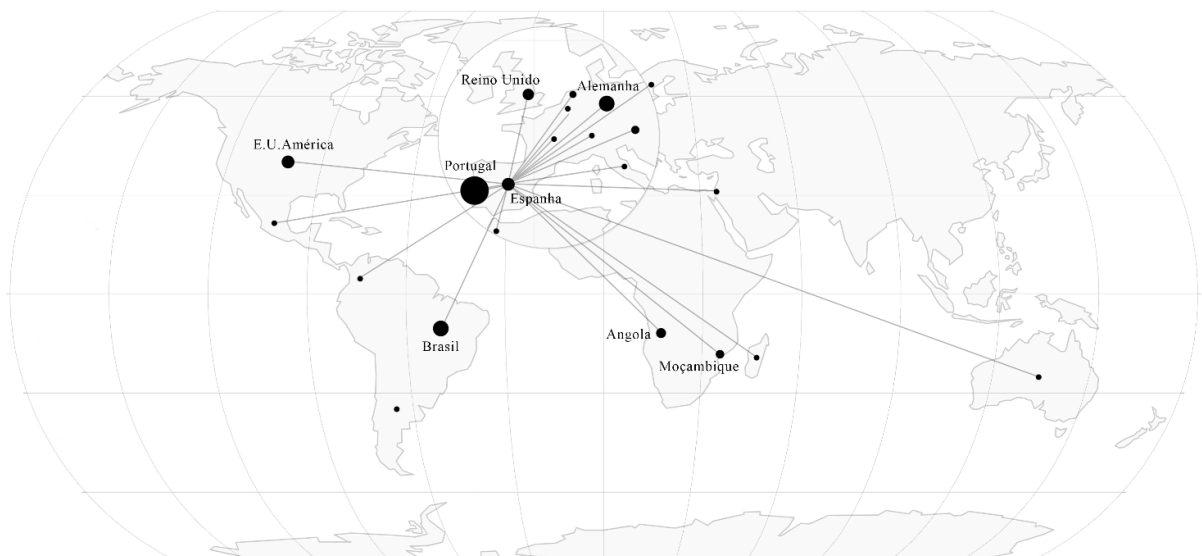 Reino Unido
Alemanha
E.U.América
Portugal
Espanha
Brasil
Angola
Moçambique